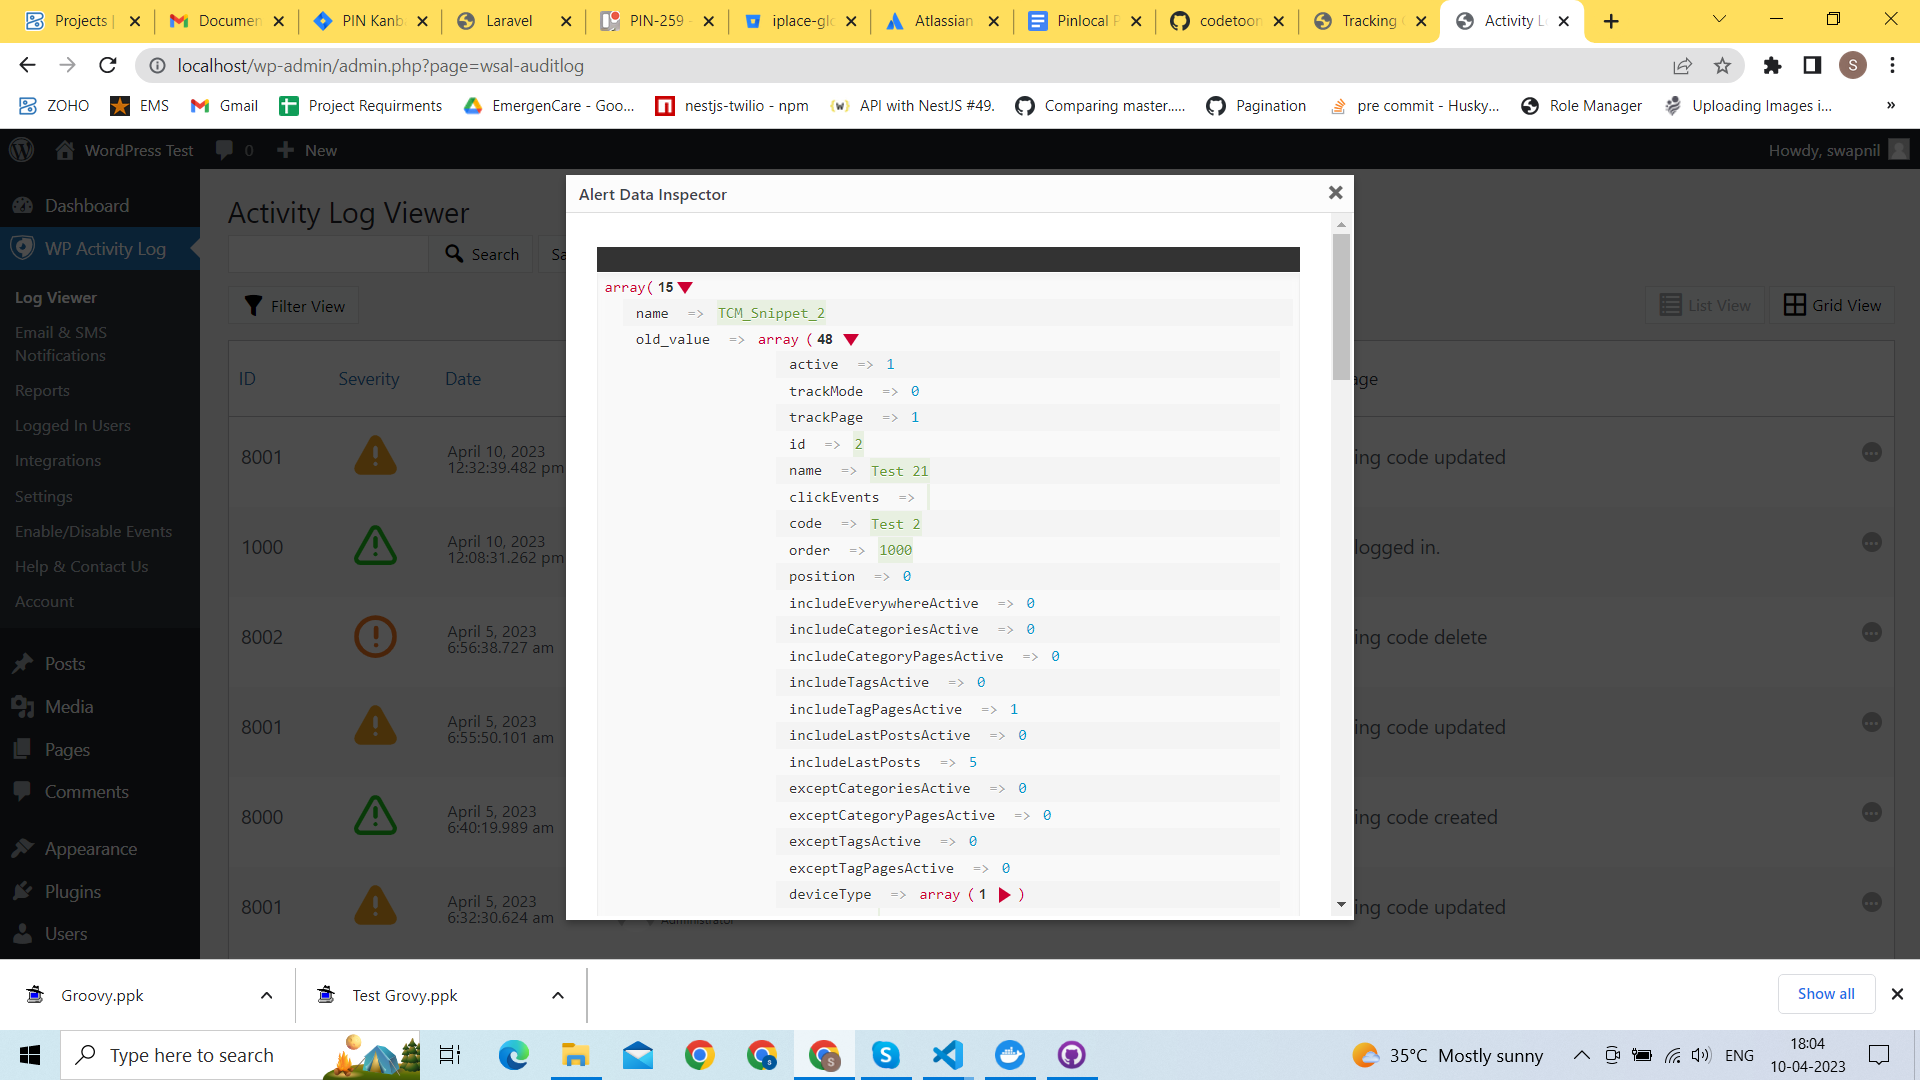 Projects |
Documen
PIN Kanb
Laravel
PIN-259 -
iplace-glo
Atlassian
Pinlocal P
codetoon
Tracking C
Activity Lo
localhost/wp-admin/admin.php?page=wsal-auditlog
S
ZOHO
EMS
Gmail
Project Requirments
EmergenCare - Goo...
nestjs-twilio - npm
API with NestJS #49.
Comparing master.....
Pagination
pre commit - Husky...
Role Manager
Uploading Images i...
»
WordPress Test
0
New
Howdy, swapnil
Dashboard
WP Activity Log
Log Viewer
Email & SMS
Notifications
Reports
Logged In Users
Integrations
Settings
Enable/Disable Events
Help & Contact Us
Account
Posts
Media
Pages
Comments
Appearance
Plugins
Users
Activity Log Viewer
Search
Sa
Filter View
List View
Grid View
ID
Severity
Date
age
8001
April 10, 2023
12:32:39.482 pm
ing code updated
1000
April 10, 2023
12:08:31.262 pm
logged in.
8002
April 5, 2023
6:56:38.727 am
ing code delete
8001
April 5, 2023
6:55:50.101 am
ing code updated
8000
April 5, 2023
6:40:19.989 am
ing code created
8001
April 5, 2023
6:32:30.624 am
Administrator
ing code updated
Alert Data Inspector
array( 15
name => TCM_Snippet_2
old_value => array ( 48
active => 1
trackMode => 0
trackPage => 1
id => 2
name => Test 21
clickEvents =>
code => Test 2
order => 1000
position => 0
includeEverywhereActive => 0
includeCategoriesActive => 0
includeCategoryPagesActive => 0
includeTagsActive => 0
includeTagPagesActive => 1
includeLastPostsActive => 0
includeLastPosts => 5
exceptCategoriesActive => 0
exceptCategoryPagesActive => 0
exceptTagsActive => 0
exceptTagPagesActive => 0
deviceType => array ( 1 )
Groovy.ppk
Test Grovy.ppk
Show all
Type here to search
35°C Mostly sunny
ENG
18:04
10-04-2023